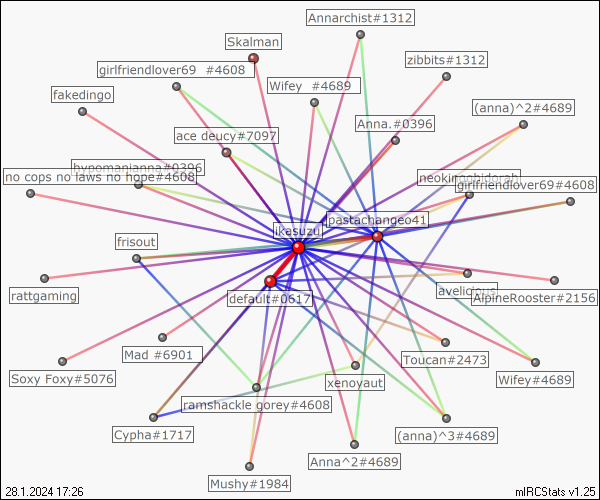 Annarchist#1312
Skalman
zibbits#1312
girlfriendlover69 #4608
Wifey #4689
fakedingo
(anna)^2#4689
Anna.#0396
ace deucy#7097
hypomanianna#0396
no cops no laws no hope#4608
neokingghidorah
girlfriendlover69#4608
pastachangeo41
ikasuzu
frisout
rattgaming
avelicious
AlpineRooster#2156
default#0617
Mad #6901
Toucan#2473
Soxy Foxy#5076
xenoyaut
Wifey#4689
ramshackle gorey#4608
Cypha#1717
(anna)^3#4689
Anna^2#4689
Mushy#1984
28.1.2024 17:26
mIRCStats v1.25